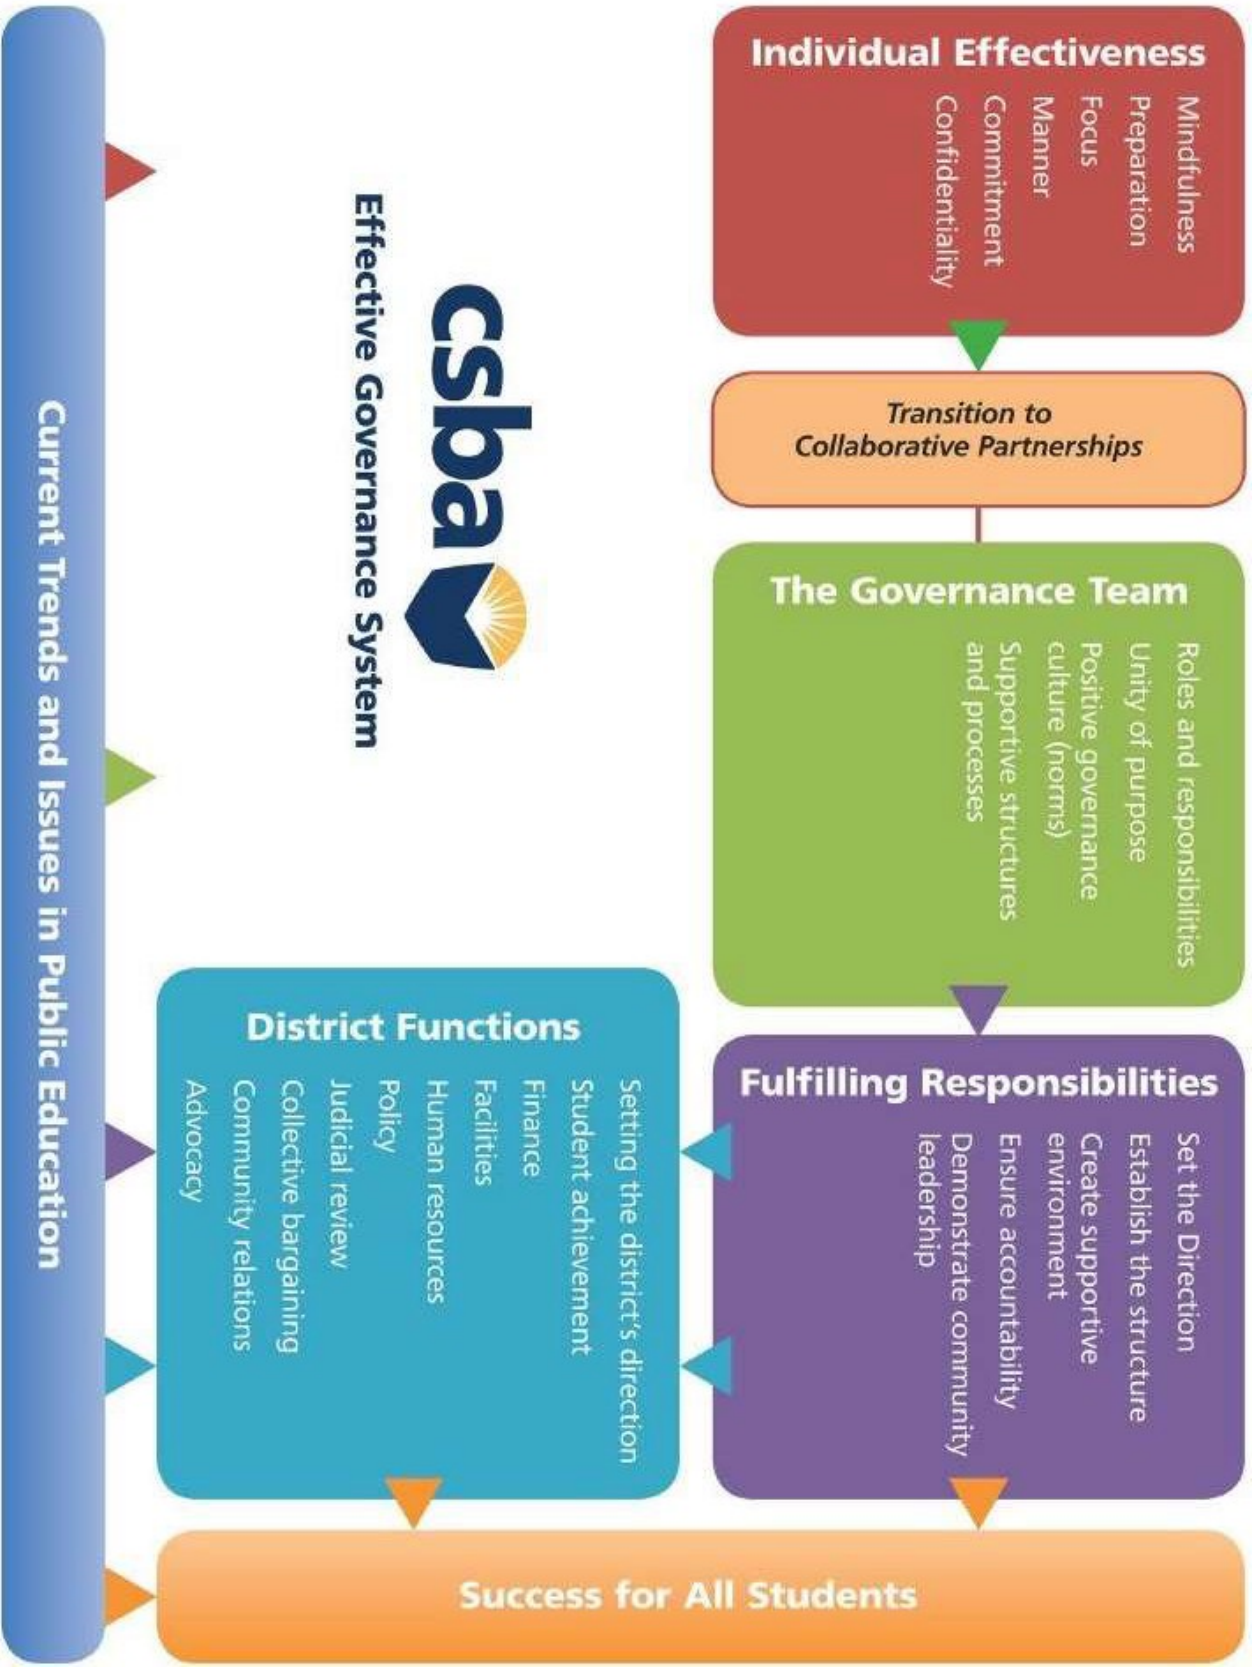 Individual Effectiveness
Mindfulness
Preparation
Focus
Manner
Commitment
Confidentiality
Transition to
Collaborative Partnerships
The Governance Team
Roles and responsibilities
Unity of purpose
Positive governance
culture (norms)
Supportive structures
and processes
Fulfilling Responsibilities
Set the Direction
Establish the structure
Create supportive
environment
Ensure accountability
Demonstrate community
leadership
csba
Effective Governance System
District Functions
Setting the district's direction
Student achievement
Finance
Facilities
Human resources
Policy
Judicial review
Collective bargaining
Community relations
Advocacy
Success for All Students
Current Trends and Issues in Public Education